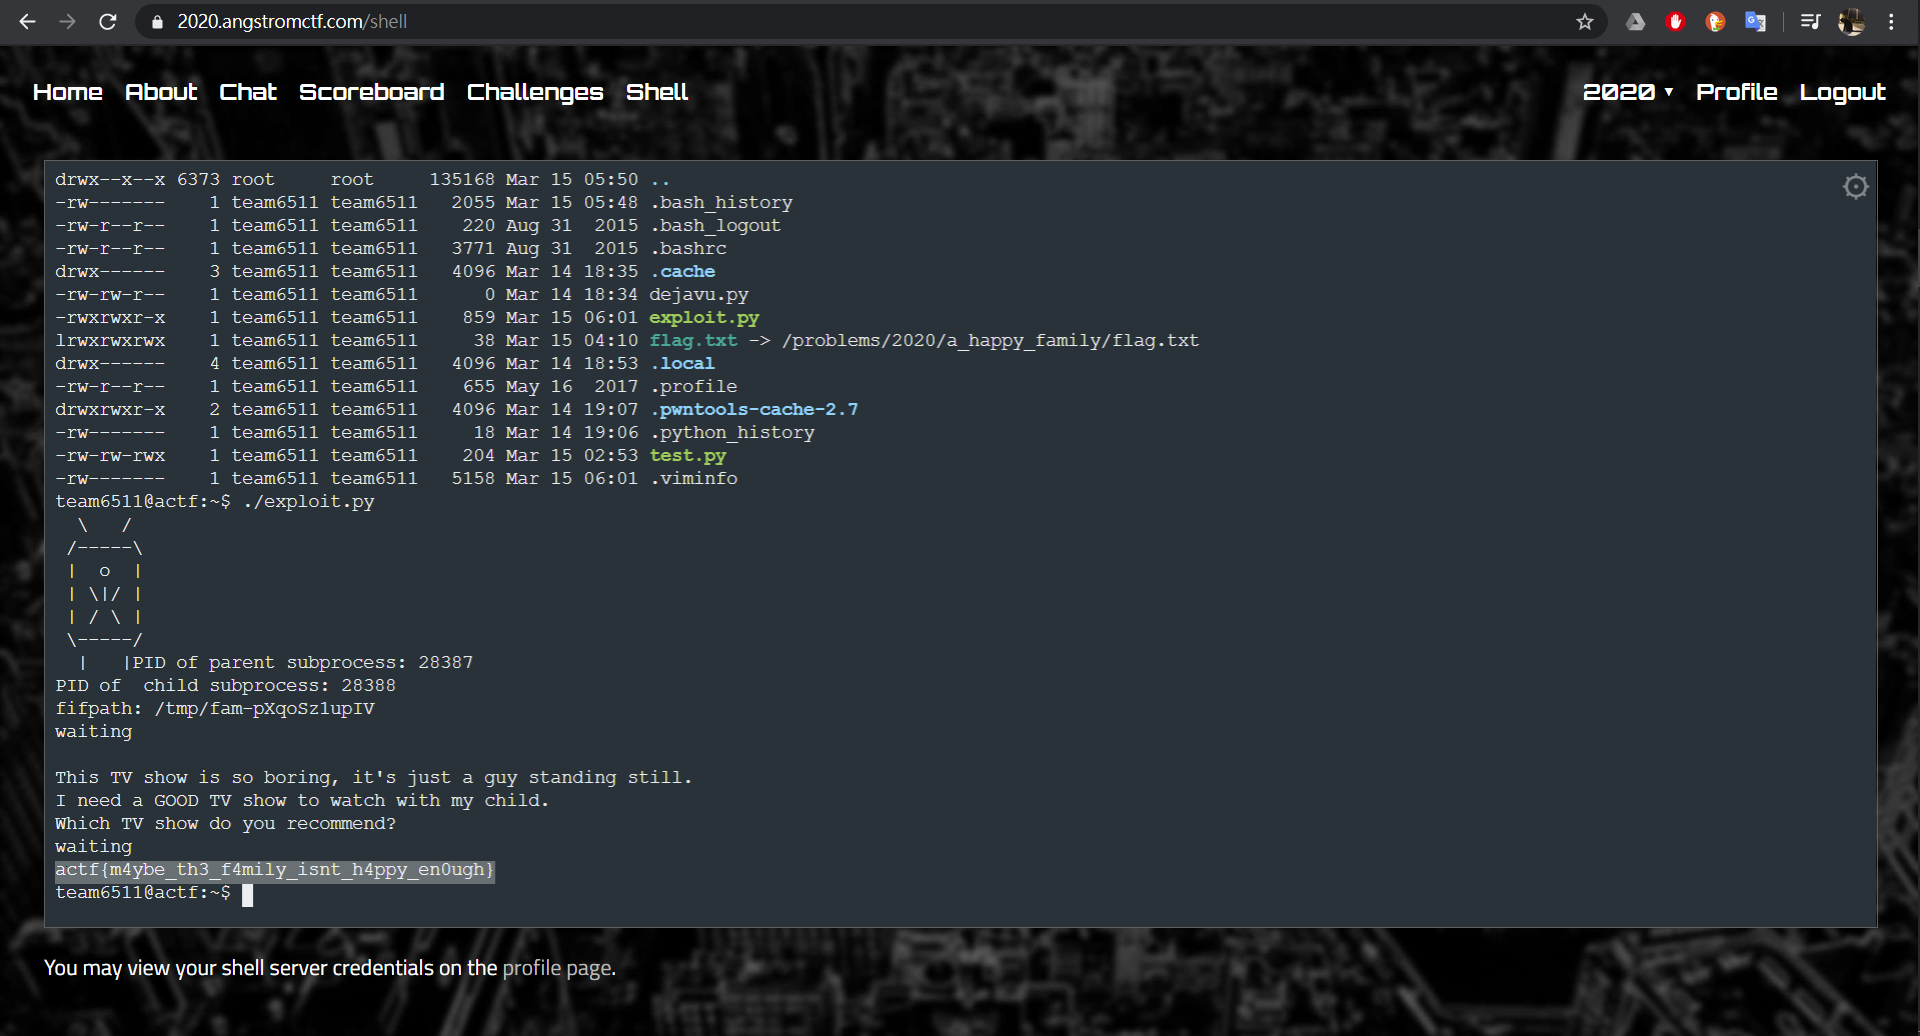 2020.angstromctf.com/shell
Home About Chat Scoreboard Challenges Shell 2020 ▾ Profile Logout
drwx--x--x 6373 root     root     135168 Mar 15 05:50 ..
-rw-------    1 team6511 team6511   2055 Mar 15 05:48 .bash_history
-rw-r--r--    1 team6511 team6511    220 Aug 31  2015 .bash_logout
-rw-r--r--    1 team6511 team6511   3771 Aug 31  2015 .bashrc
drwx------    3 team6511 team6511   4096 Mar 14 18:35 .cache
-rw-rw-r--    1 team6511 team6511      0 Mar 14 18:34 dejavu.py
-rwxrwxr-x    1 team6511 team6511    859 Mar 15 06:01 exploit.py
lrwxrwxrwx    1 team6511 team6511     38 Mar 15 04:10 flag.txt -> /problems/2020/a_happy_family/flag.txt
drwx------    4 team6511 team6511   4096 Mar 14 18:53 .local
-rw-r--r--    1 team6511 team6511    655 May 16  2017 .profile
drwxrwxr-x    2 team6511 team6511   4096 Mar 14 19:07 .pwntools-cache-2.7
-rw-------    1 team6511 team6511     18 Mar 14 19:06 .python_history
-rw-rw-rwx    1 team6511 team6511    204 Mar 15 02:53 test.py
-rw-------    1 team6511 team6511   5158 Mar 15 06:01 .viminfo
team6511@actf:~$ ./exploit.py
  \   /
 /-----\
 |  o  |
 | \|/ |
 | / \ |
 \-----/
  |   |PID of parent subprocess: 28387
PID of  child subprocess: 28388
fifpath: /tmp/fam-pXqoSz1upIV
waiting
This TV show is so boring, it's just a guy standing still.
I need a GOOD TV show to watch with my child.
Which TV show do you recommend?
waiting
actf{m4ybe_th3_f4mily_isnt_h4ppy_en0ugh}
team6511@actf:~$
You may view your shell server credentials on the profile page.